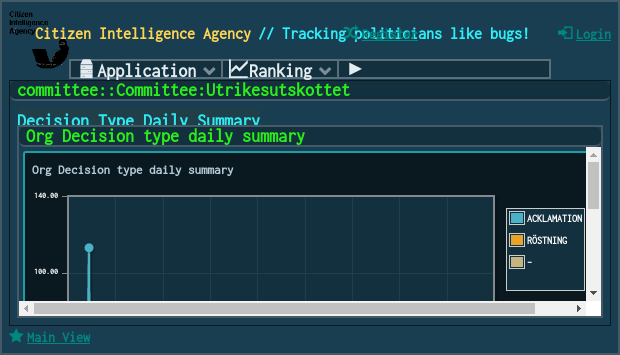 Citizen
Intelligence
Agency
Citizen Intelligence Agency // Tracking politicians like bugs!
Register
Login
Application
Ranking
committee::Committee:Utrikesutskottet
Decision Type Daily Summary
Org Decision type daily summary
Org Decision type daily summary
140.00
100.00
ACKLAMATION
RÖSTNING
-
Main View